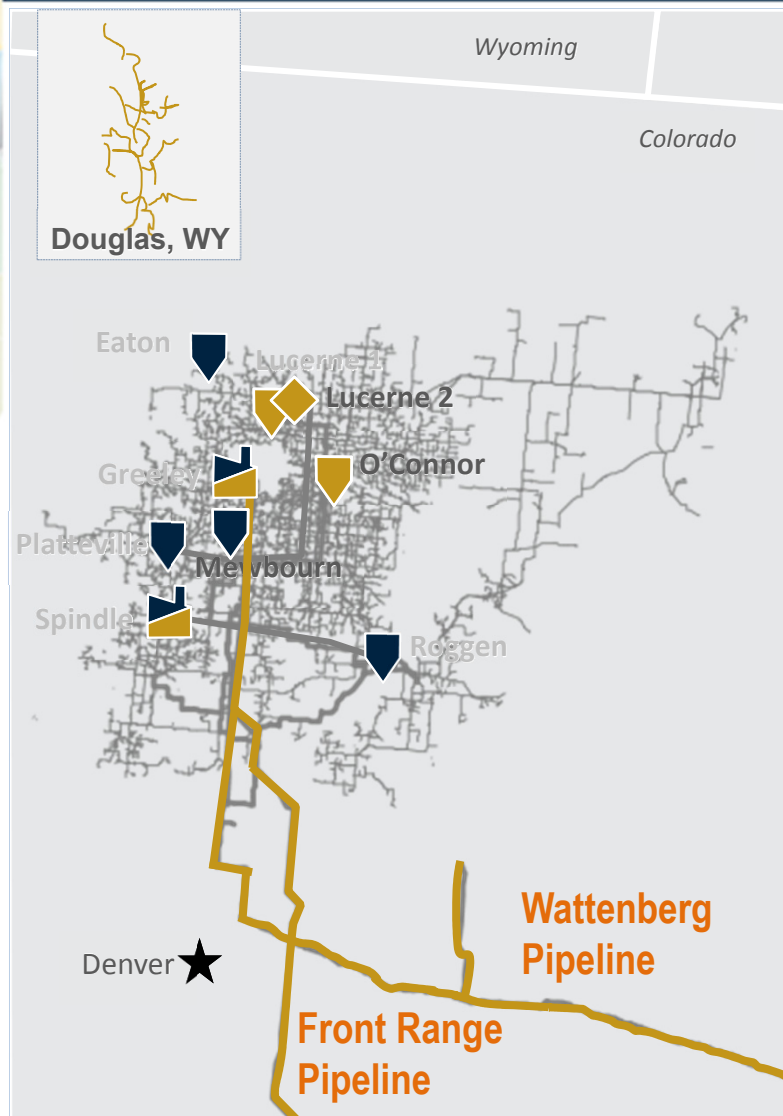 Wyoming
Colorado
Douglas, WY
Eaton
Lucerne 1
Lucerne 2
O'Connor
Greeley
Platteville
Mewbourn
Spindle
Roggen
Wattenberg
Pipeline
Denver
Front Range
Pipeline